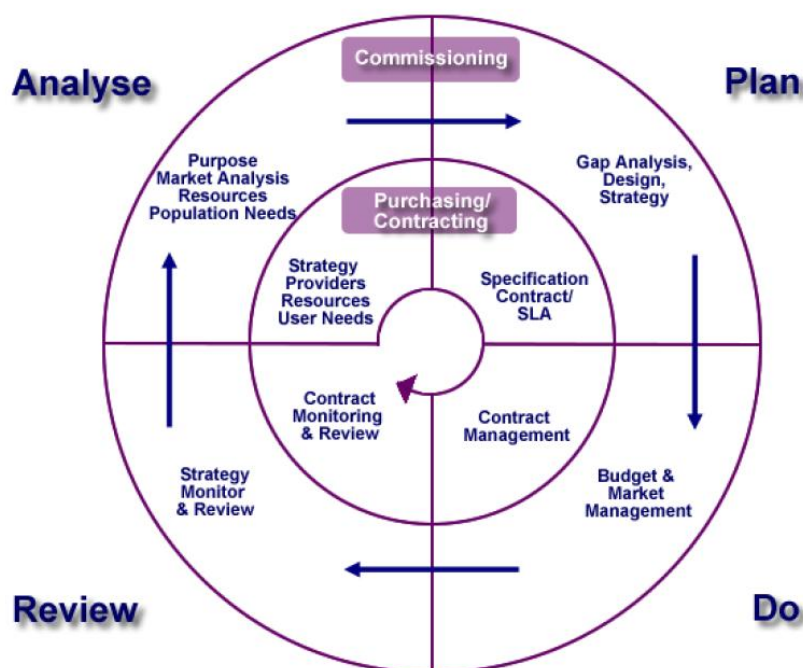 Commissioning
Analyse
Plan
Purpose
Market Analysis
Resources
Population Needs
Gap Analysis,
Design,
Strategy
Purchasing/
Contracting
Strategy
Providers
Resources
User Needs
Specification
Contract/
SLA
Contract
Monitoring
& Review
Contract
Management
Strategy
Monitor
& Review
Budget &
Market
Management
Review
Do